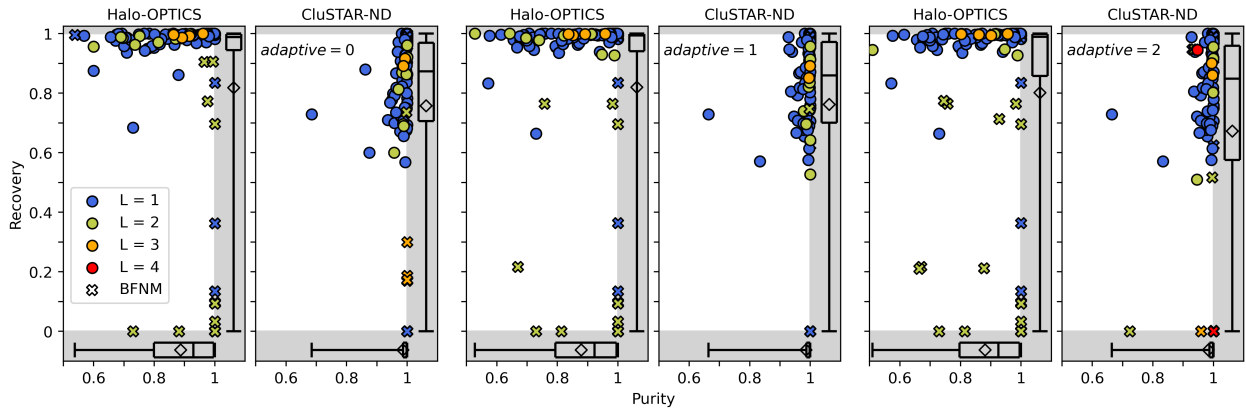 Halo-OPTICS CluSTAR-ND Halo-OPTICS CluSTAR-ND Halo-OPTICS CluSTAR-ND
adaptive = 0 adaptive = 1 adaptive = 2
1
0.8
0.6
0.4
0.2
0
Recovery
L = 1
L = 2
L = 3
L = 4
BFNM
0.6 0.8 1 0.6 0.8 1 0.6 0.8 1 0.6 0.8 1 0.6 0.8 1 0.6 0.8 1
Purity